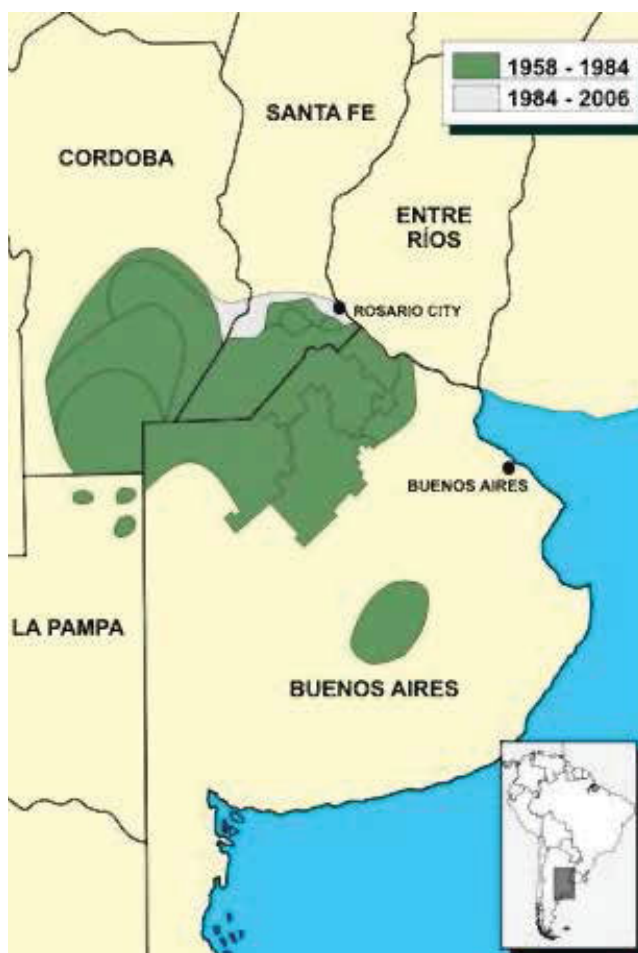 1958 - 1984
1984 - 2006
SANTA FE
CORDOBA
ENTRE
RÍOS
ROSARIO CITY
BUENOS AIRES
LA PAMPA
BUENOS AIRES